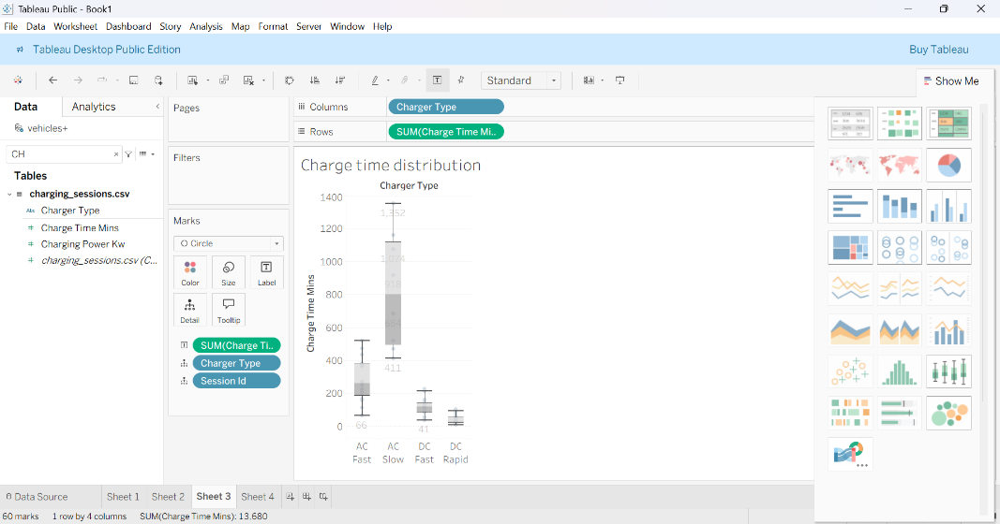 Tableau Public - Book1
File Data Worksheet Dashboard Story Analysis Map Format Server Window Help
Tableau Desktop Public Edition Buy Tableau
Standard
Show Me
Data Analytics
vehicles+
CH
Tables
charging_sessions.csv
Abc Charger Type
# Charge Time Mins
# Charging Power Kw
# charging_sessions.csv (C...
Pages
Filters
Marks
Circle
Color Size Label
Detail Tooltip
SUM(Charge Ti..
Charger Type
Session Id
Columns Charger Type
Rows SUM(Charge Time Mi..
Charge time distribution
Charger Type
Charge Time Mins
1400
1200
1000
800
600
400
200
0
1,352
411
66
41
AC Fast
AC Slow
DC Fast
DC Rapid
Data Source Sheet 1 Sheet 2 Sheet 3 Sheet 4
60 marks 1 row by 4 columns SUM(Charge Time Mins): 13,680